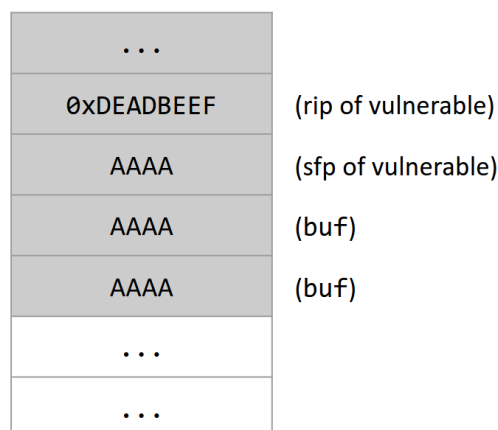 ...
0xDEADBEEF (rip of vulnerable)
AAAA (sfp of vulnerable)
AAAA (buf)
AAAA (buf)
...
...